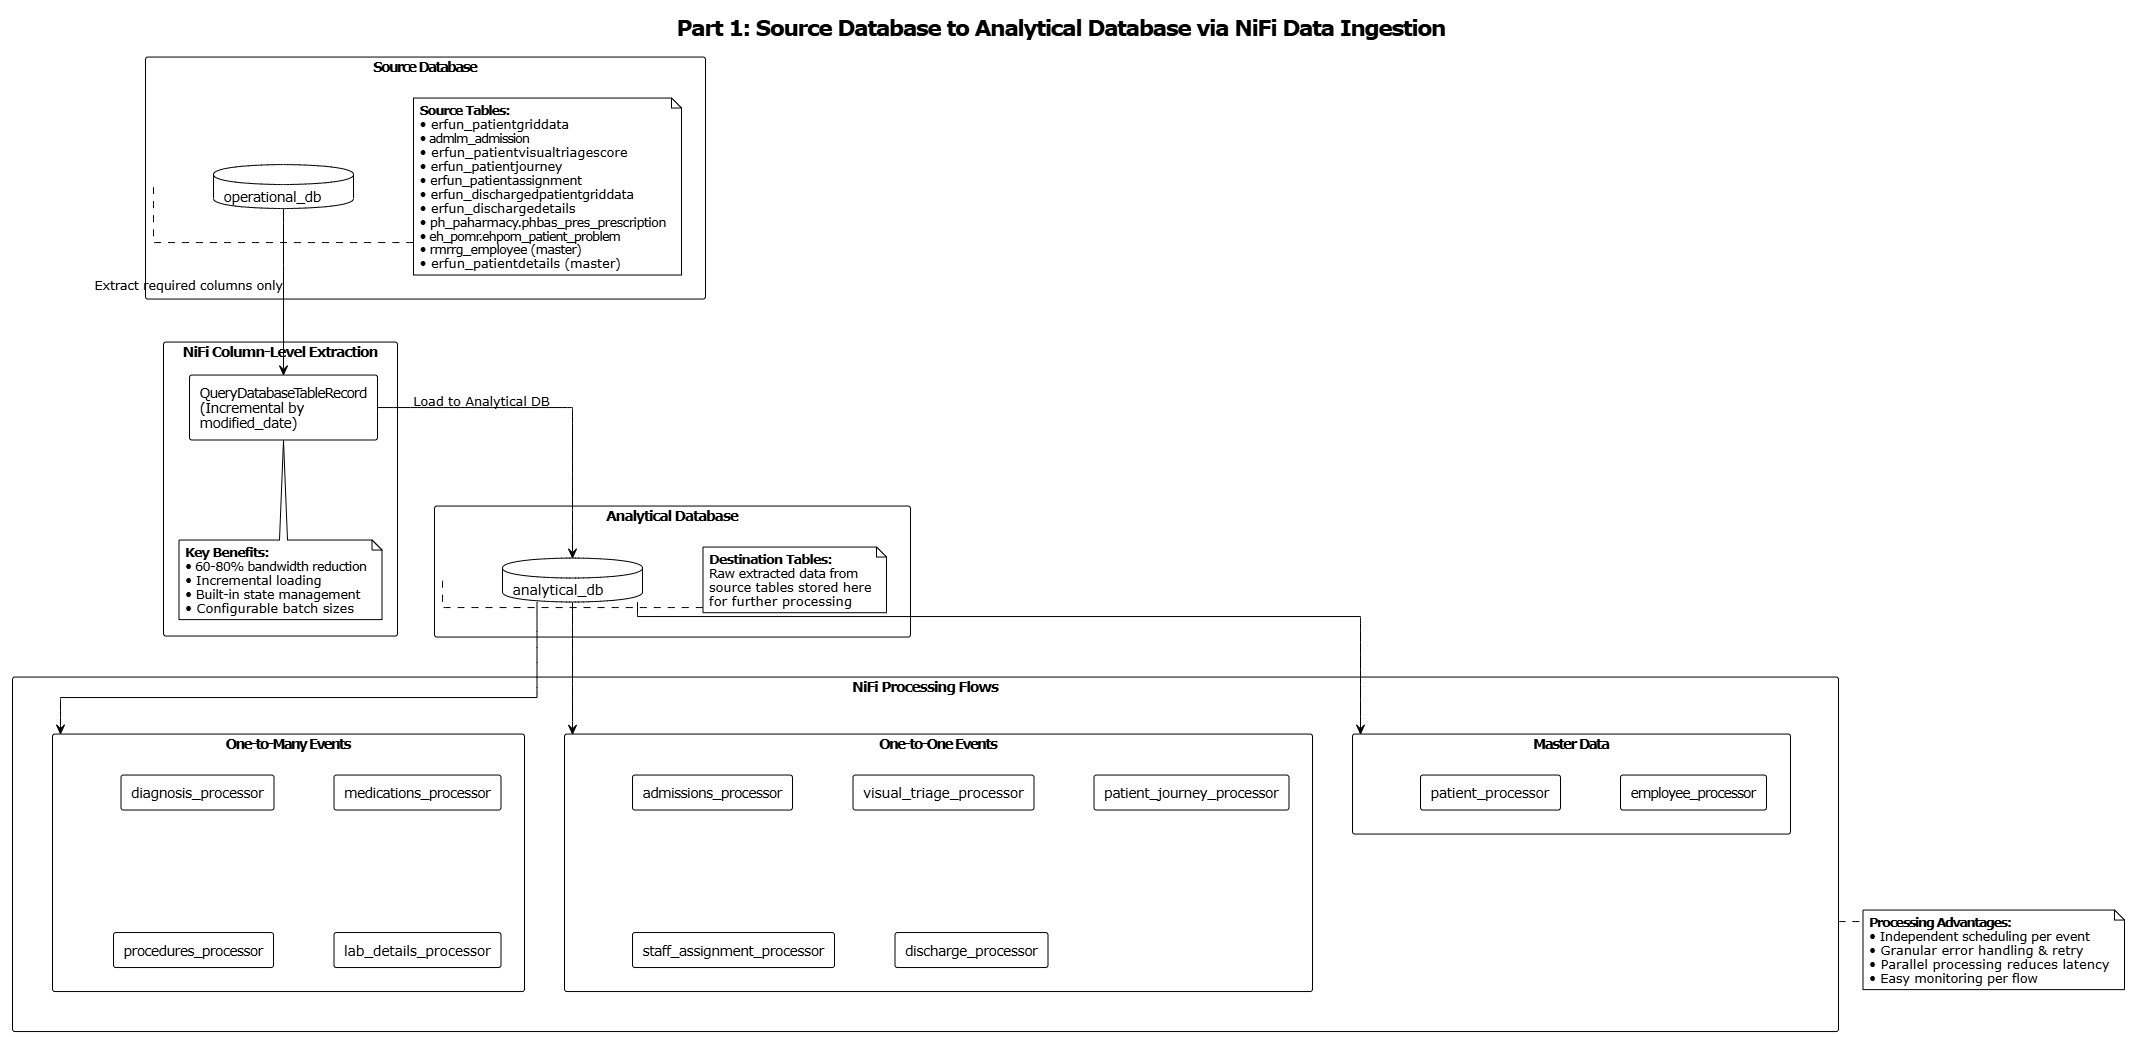 Part 1: Source Database to Analytical Database via NiFi Data Ingestion
Source Database
Source Tables:
• erfun_patientgriddata
• admlm_admission
• erfun_patientvisualtriagescore
• erfun_patientjourney
• erfun_patientassignment
• erfun_dischargedpatientgriddata
• erfun_dischargedetails
• ph_paharmacy.phbas_pres_prescription
• eh_pomr.ehpom_patient_problem
• rmrrg_employee (master)
• erfun_patientdetails (master)
operational_db
Extract required columns only
NiFi Column-Level Extraction
QueryDatabaseTableRecord
(Incremental by
modified_date)
Load to Analytical DB
Key Benefits:
• 60-80% bandwidth reduction
• Incremental loading
• Built-in state management
• Configurable batch sizes
Analytical Database
analytical_db
Destination Tables:
Raw extracted data from
source tables stored here
for further processing
NiFi Processing Flows
One-to-Many Events
diagnosis_processor
medications_processor
procedures_processor
lab_details_processor
One-to-One Events
admissions_processor
visual_triage_processor
patient_journey_processor
staff_assignment_processor
discharge_processor
Master Data
patient_processor
employee_processor
Processing Advantages:
• Independent scheduling per event
• Granular error handling & retry
• Parallel processing reduces latency
• Easy monitoring per flow